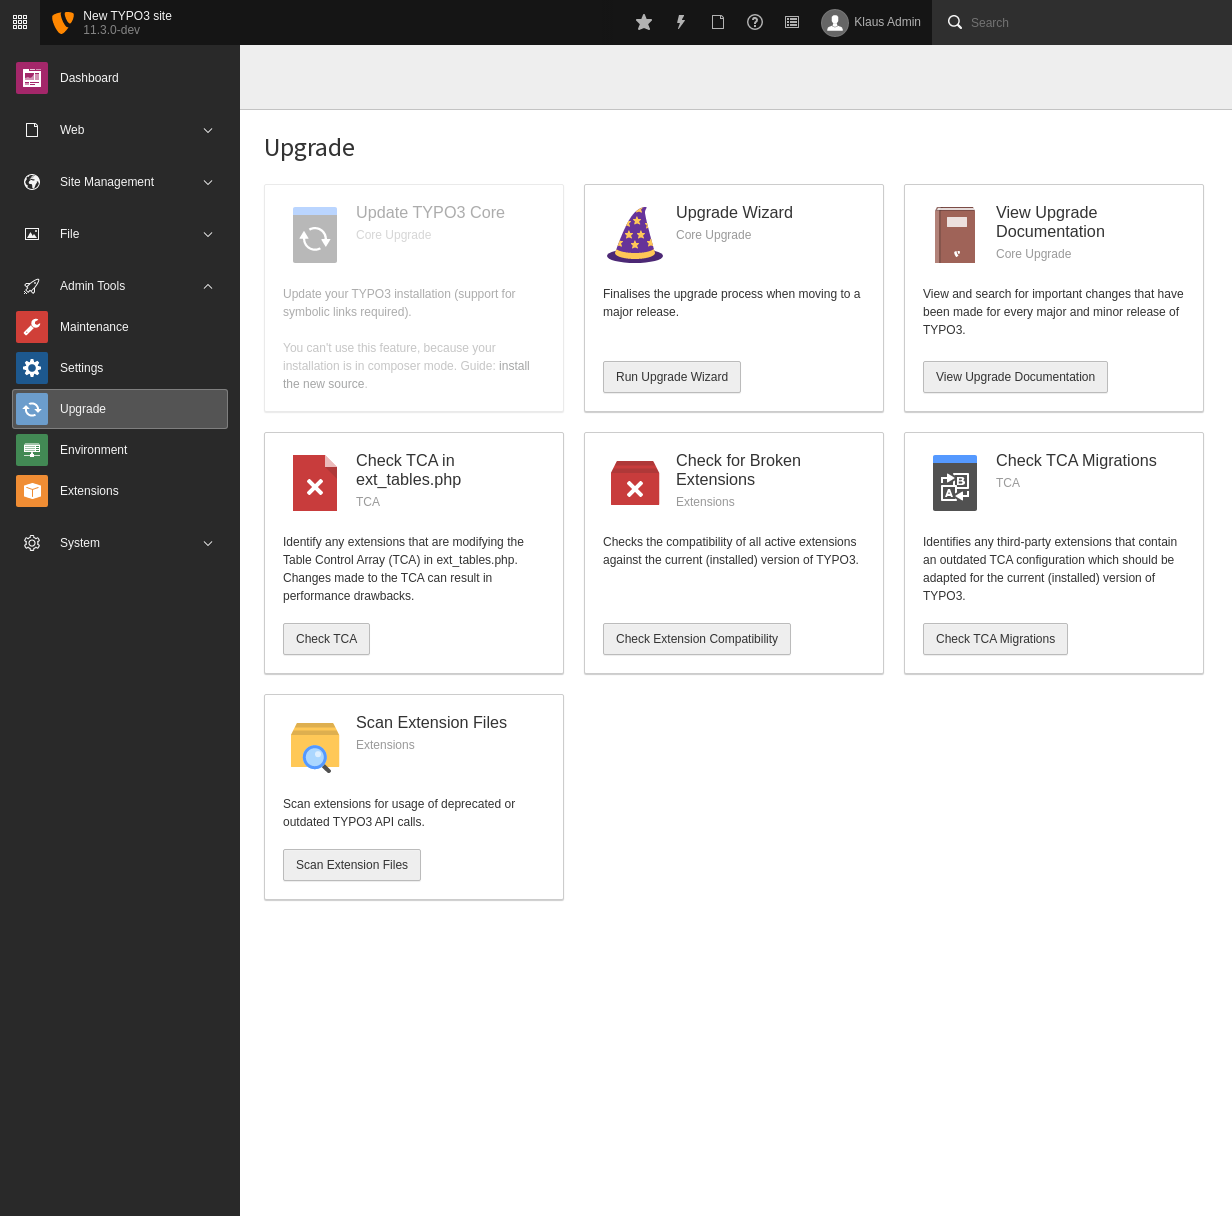 New TYPO3 site
11.3.0-dev
Klaus Admin
Search
Dashboard
Web
Site Management
File
Admin Tools
Maintenance
Settings
Upgrade
Environment
Extensions
System
Upgrade
Update TYPO3 Core
Core Upgrade
Update your TYPO3 installation (support for
symbolic links required).
You can't use this feature, because your
installation is in composer mode. Guide: install
the new source.
Upgrade Wizard
Core Upgrade
Finalises the upgrade process when moving to a
major release.
Run Upgrade Wizard
View Upgrade
Documentation
Core Upgrade
View and search for important changes that have
been made for every major and minor release of
TYPO3.
View Upgrade Documentation
Check TCA in
ext_tables.php
TCA
Identify any extensions that are modifying the
Table Control Array (TCA) in ext_tables.php.
Changes made to the TCA can result in
performance drawbacks.
Check TCA
Check for Broken
Extensions
Extensions
Checks the compatibility of all active extensions
against the current (installed) version of TYPO3.
Check Extension Compatibility
Check TCA Migrations
TCA
B
A
Identifies any third-party extensions that contain
an outdated TCA configuration which should be
adapted for the current (installed) version of
TYPO3.
Check TCA Migrations
Scan Extension Files
Extensions
Scan extensions for usage of deprecated or
outdated TYPO3 API calls.
Scan Extension Files